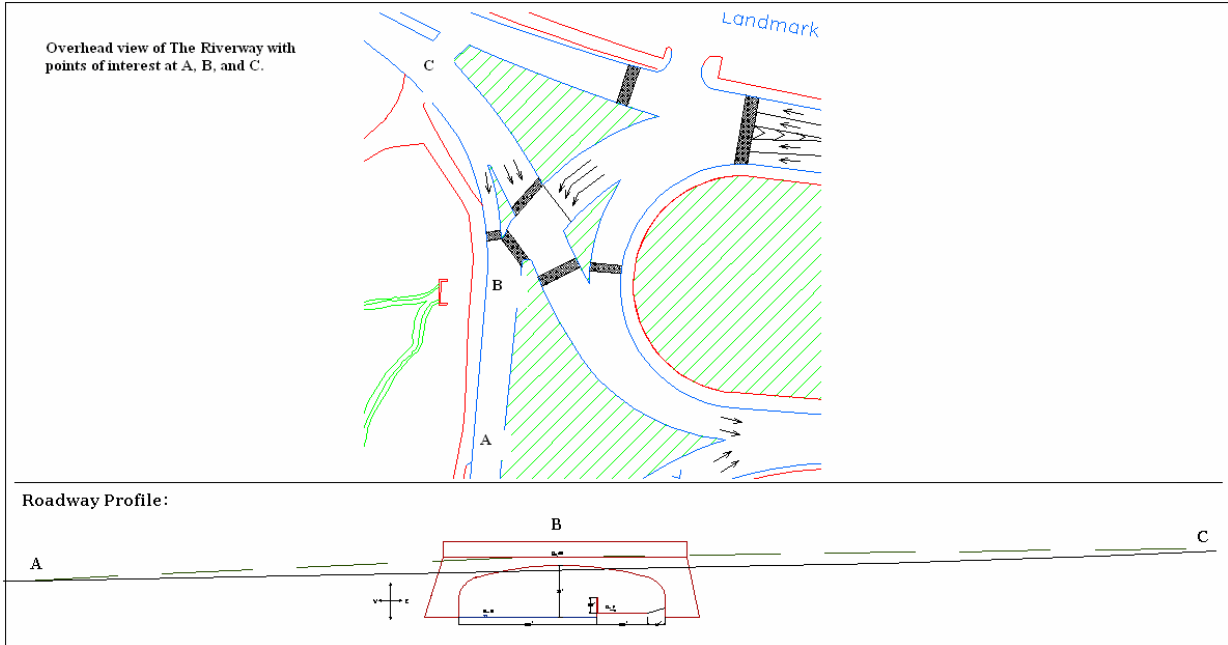 Landmark
Overhead view of The Riverway with
points of interest at A, B, and C.
C
B
A
Roadway Profile:
B
A
C